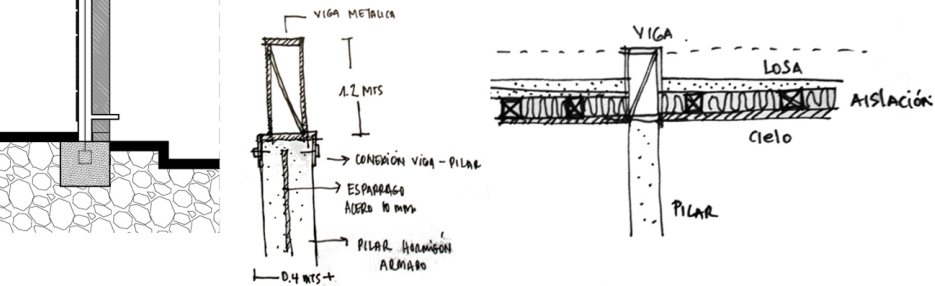 VIGA METALICA
1.2 MTS
CONEXIÓN VIGA - PILAR
ESPARRAGO
ACERO 10 mm
PILAR HORMIGÓN
ARMADO
0.4 MTS
VIGA
LOSA
AISLACIÓN
CIELO
PILAR